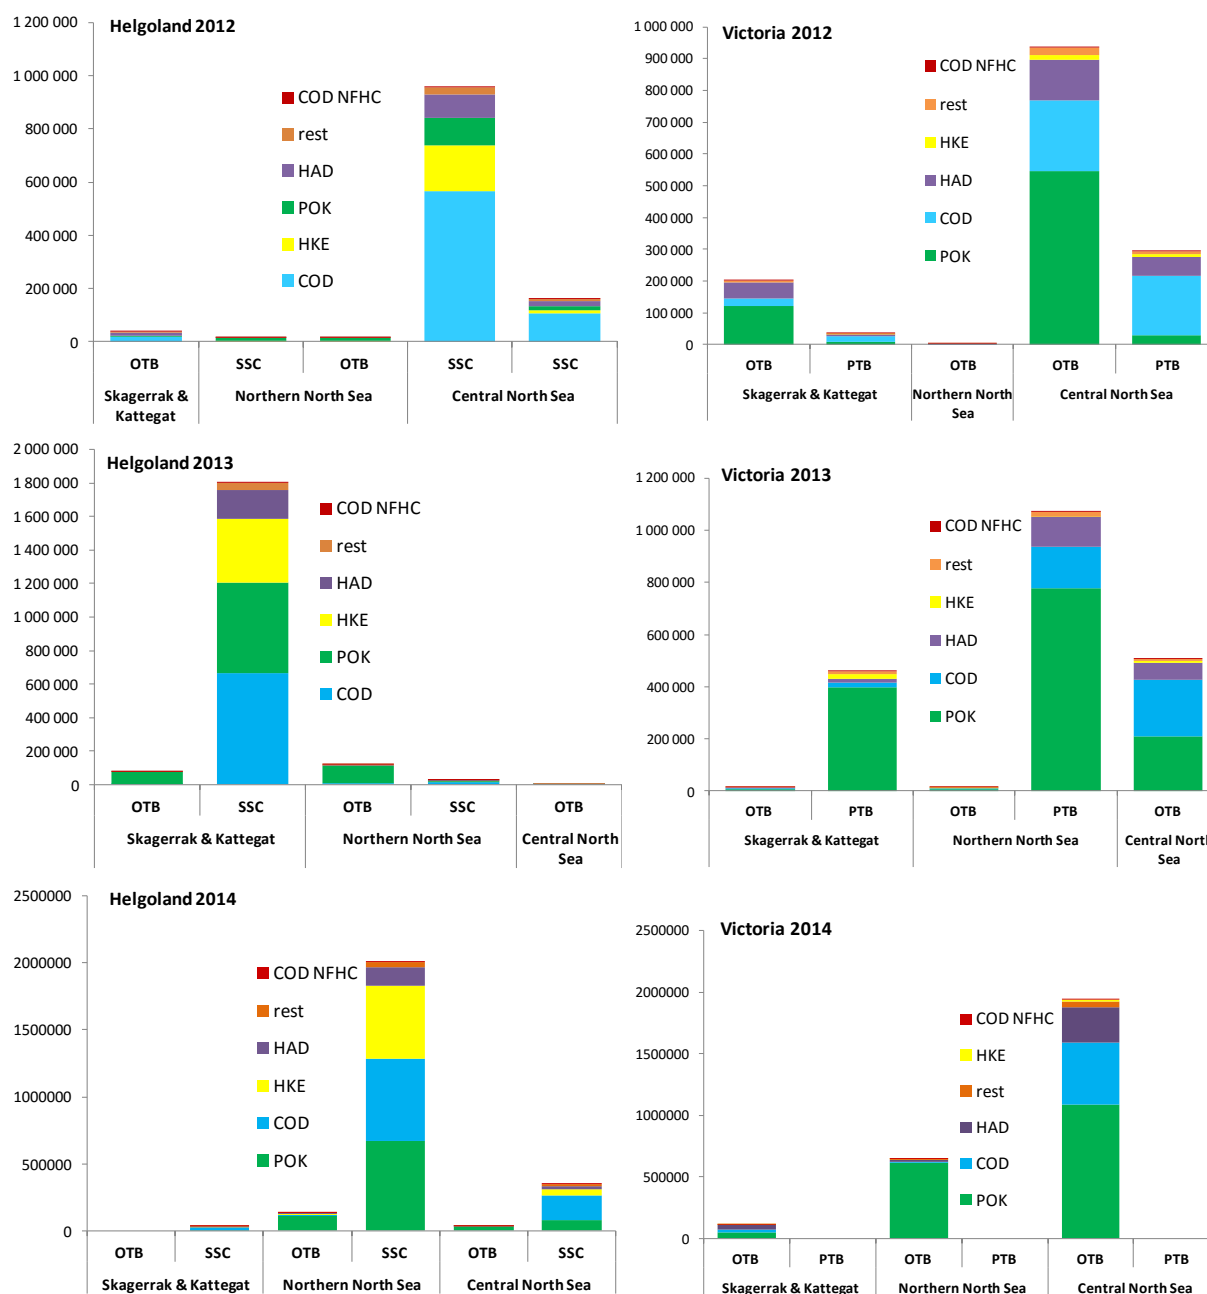 Helgoland 2012
1 200 000
1 000 000
800 000
600 000
400 000
200 000
0
COD NFHC
rest
HAD
POK
HKE
COD
OTB SSC OTB SSC SSC
Skagerrak & Kattegat Northern North Sea Central North Sea
Victoria 2012
1 000 000
900 000
800 000
700 000
600 000
500 000
400 000
300 000
200 000
100 000
0
COD NFHC
rest
HKE
HAD
COD
POK
OTB PTB OTB OTB PTB
Skagerrak & Kattegat Northern North Sea Central North Sea
Helgoland 2013
2 000 000
1 800 000
1 600 000
1 400 000
1 200 000
1 000 000
800 000
600 000
400 000
200 000
0
COD NFHC
rest
HAD
HKE
POK
COD
OTB SSC OTB SSC OTB
Skagerrak & Kattegat Northern North Sea Central North Sea
Victoria 2013
1 200 000
1 000 000
800 000
600 000
400 000
200 000
0
COD NFHC
rest
HKE
HAD
COD
POK
OTB PTB OTB PTB OTB
Skagerrak & Kattegat Northern North Sea Central North Sea
Helgoland 2014
2500000
2000000
1500000
1000000
500000
0
COD NFHC
rest
HAD
HKE
COD
POK
OTB SSC OTB SSC OTB SSC
Skagerrak & Kattegat Northern North Sea Central North Sea
Victoria 2014
2500000
2000000
1500000
1000000
500000
0
COD NFHC
HKE
rest
HAD
COD
POK
OTB PTB OTB PTB OTB PTB
Skagerrak & Kattegat Northern North Sea Central North Sea